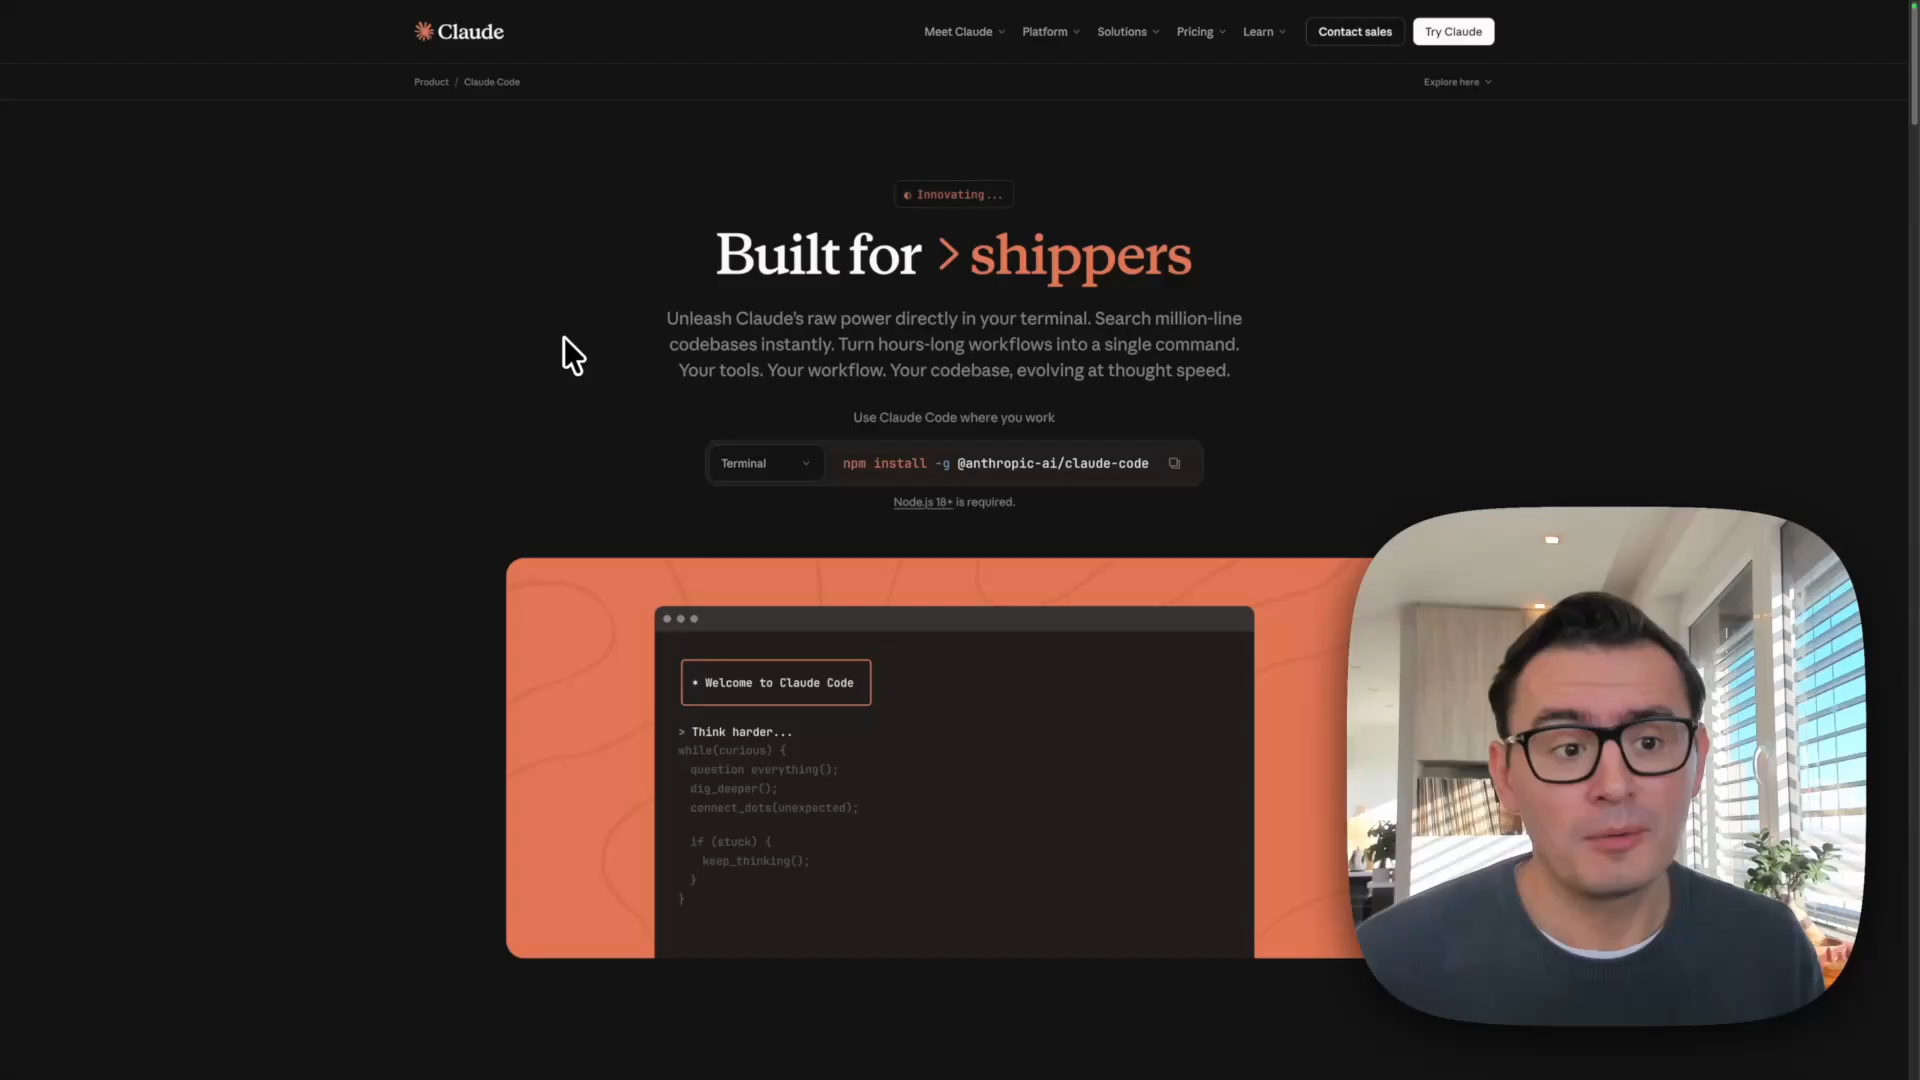 Claude
Meet Claude
Platform
Solutions
Pricing
Learn
Contact sales
Try Claude
Product / Claude Code
Explore here
Innovating...
Built for > shippers
Unleash Claude's raw power directly in your terminal. Search million-line
codebases instantly. Turn hours-long workflows into a single command.
Your tools. Your workflow. Your codebase, evolving at thought speed.
Use Claude Code where you work
Terminal
npm install -g @anthropic-ai/claude-code
Node.js 18+ is required.
* Welcome to Claude Code
> Think harder...
while(curious) {
question everything();
dig_deeper();
connect_dots(unexpected);
if (stuck) {
keep_thinking();
}
}